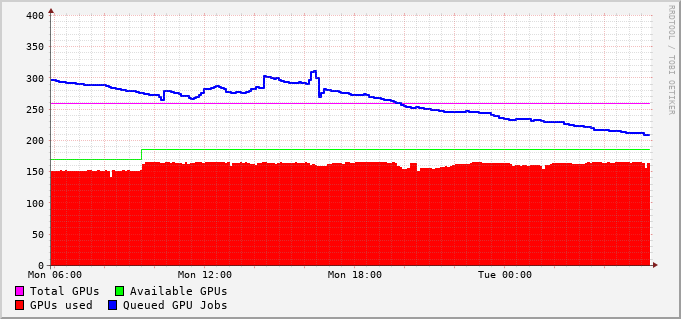 400
350
300
250
200
150
100
50
0
Mon 06:00 Mon 12:00 Mon 18:00 Tue 00:00
Total GPUs Available GPUs
GPUs used Queued GPU Jobs
RRDTOOL / TOBI OETIKER